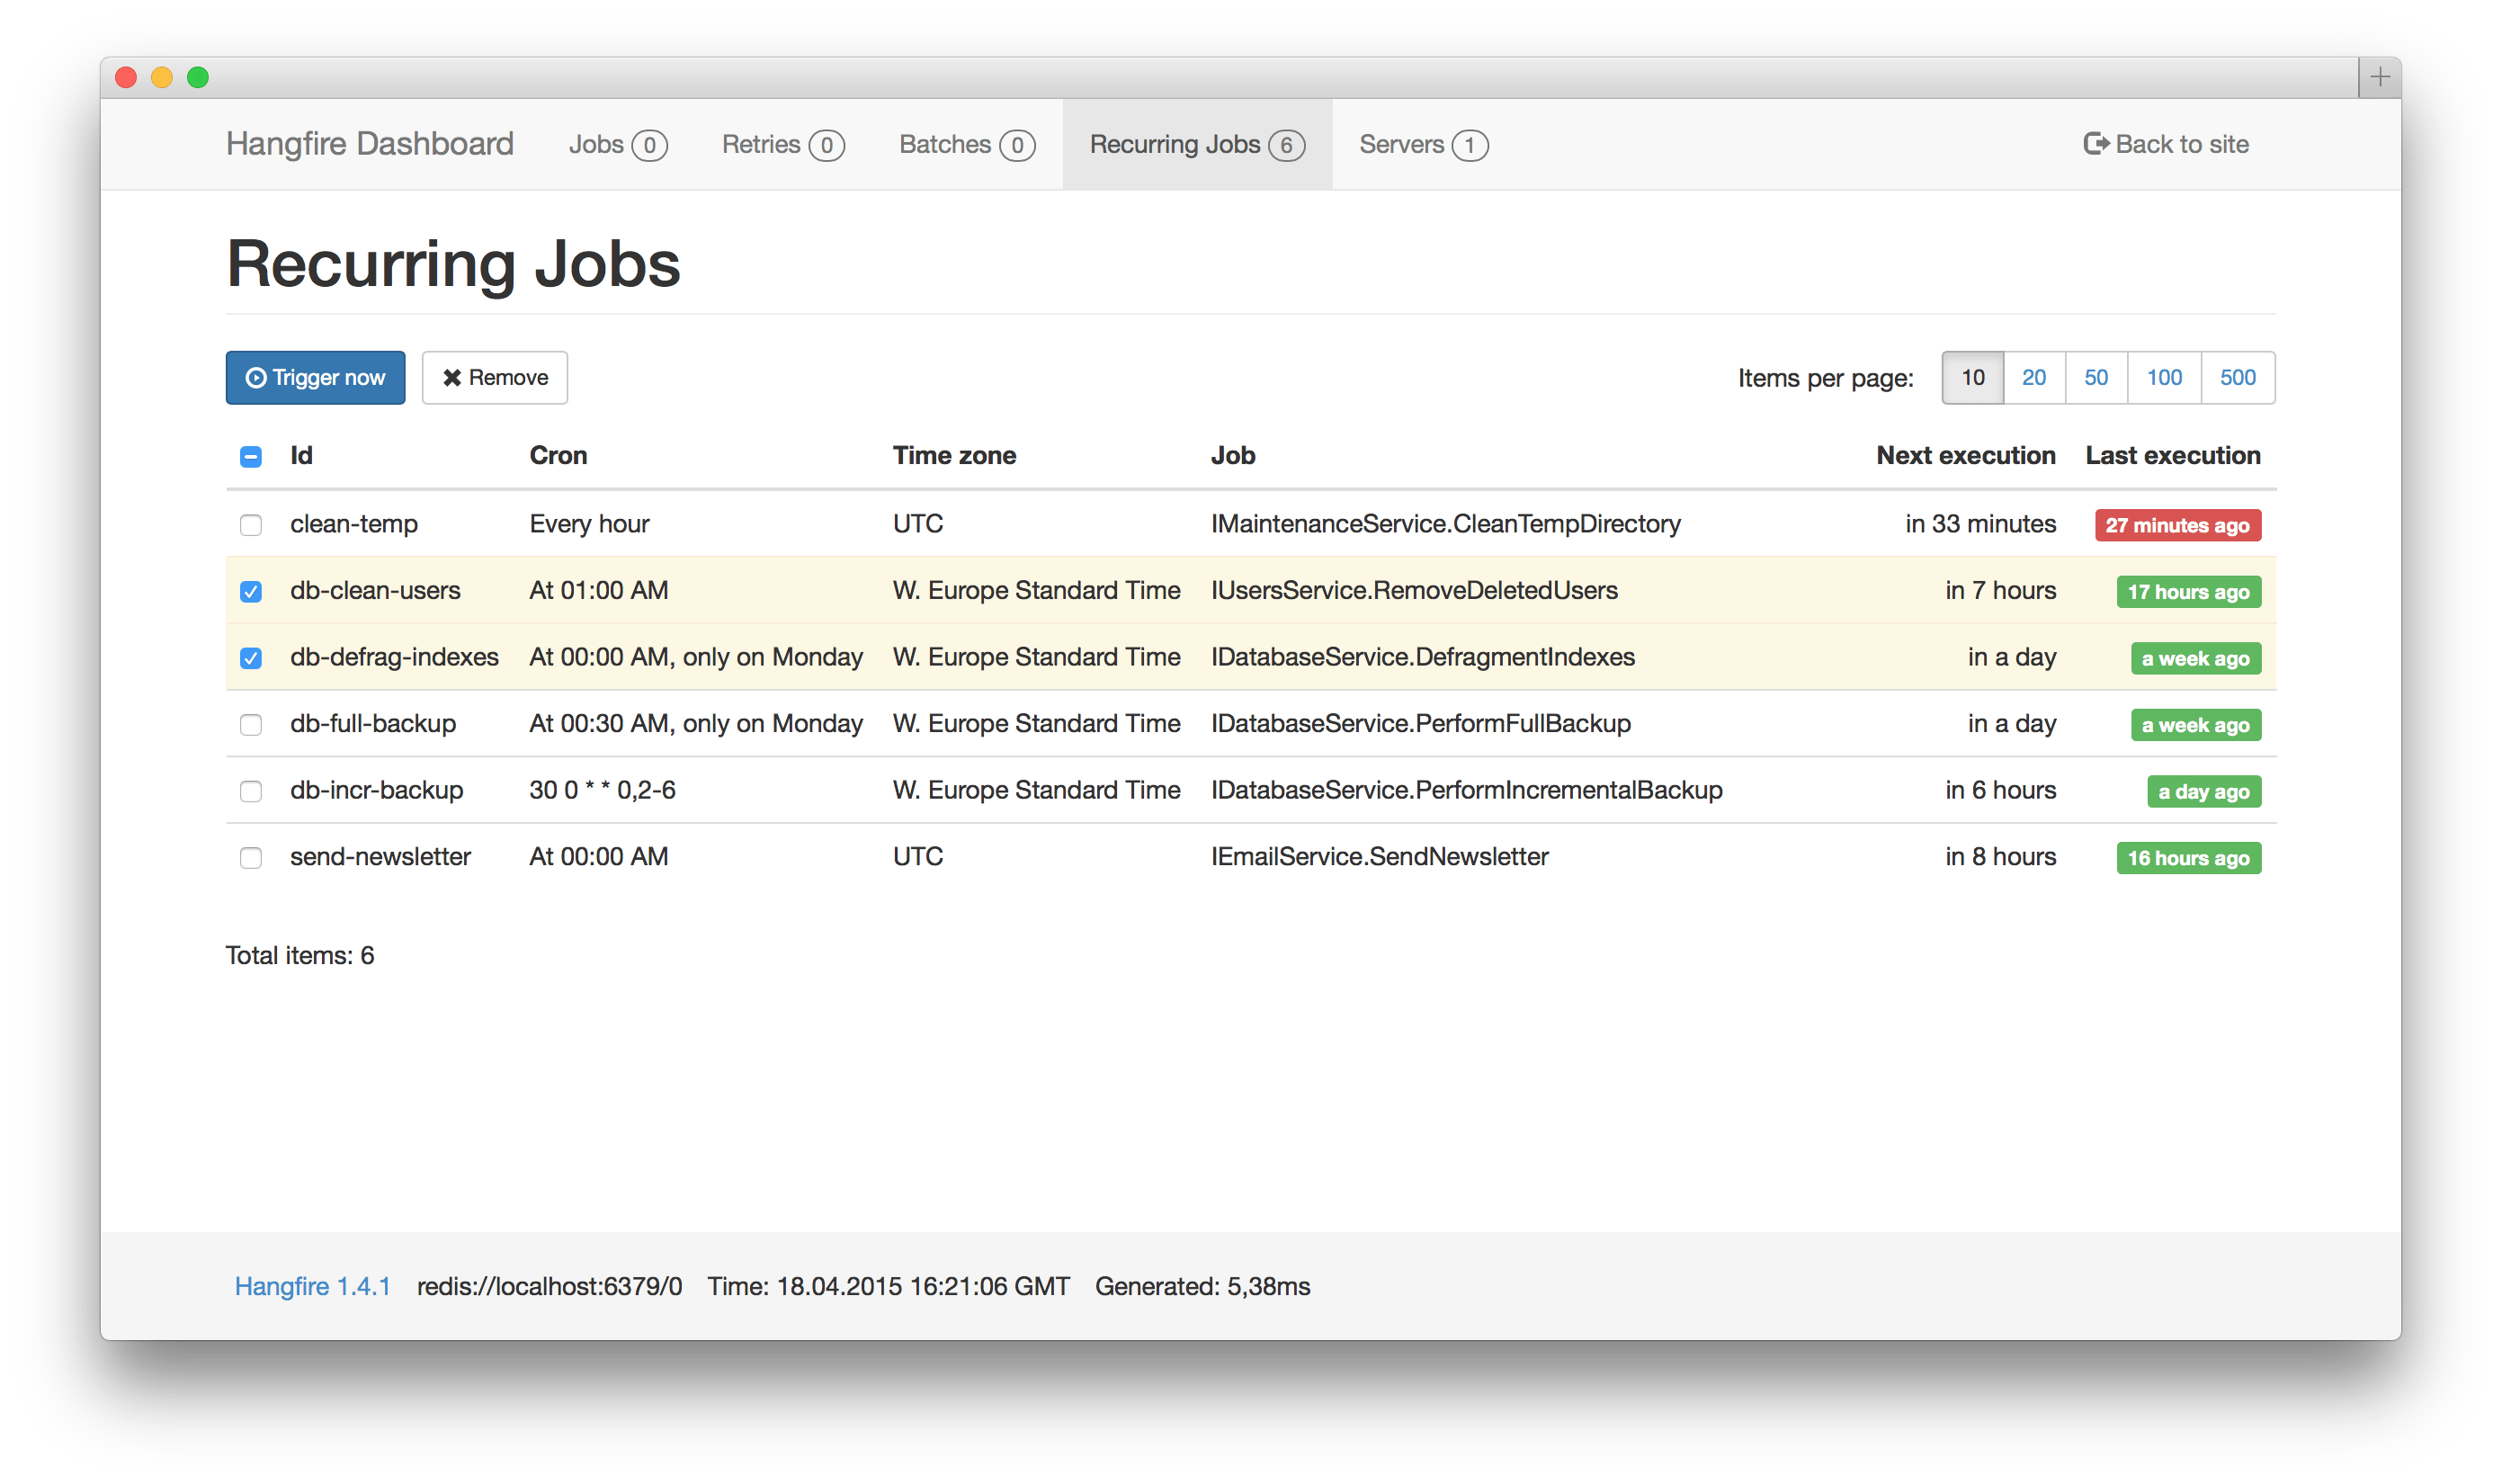 Hangfire Dashboard Jobs 0 Retries 0 Batches 0 Recurring Jobs 6 Servers 1 Back to site
Recurring Jobs
Trigger now Remove Items per page: 10 20 50 100 500
Id Cron Time zone Job Next execution Last execution
clean-temp Every hour UTC IMaintenanceService.CleanTempDirectory in 33 minutes 27 minutes ago
db-clean-users At 01:00 AM W. Europe Standard Time IUsersService.RemoveDeletedUsers in 7 hours 17 hours ago
db-defrag-indexes At 00:00 AM, only on Monday W. Europe Standard Time IDatabaseService.DefragmentIndexes in a day a week ago
db-full-backup At 00:30 AM, only on Monday W. Europe Standard Time IDatabaseService.PerformFullBackup in a day a week ago
db-incr-backup 30 0 * * 0,2-6 W. Europe Standard Time IDatabaseService.PerformIncrementalBackup in 6 hours a day ago
send-newsletter At 00:00 AM UTC IEmailService.SendNewsletter in 8 hours 16 hours ago
Total items: 6
Hangfire 1.4.1 redis://localhost:6379/0 Time: 18.04.2015 16:21:06 GMT Generated: 5,38ms